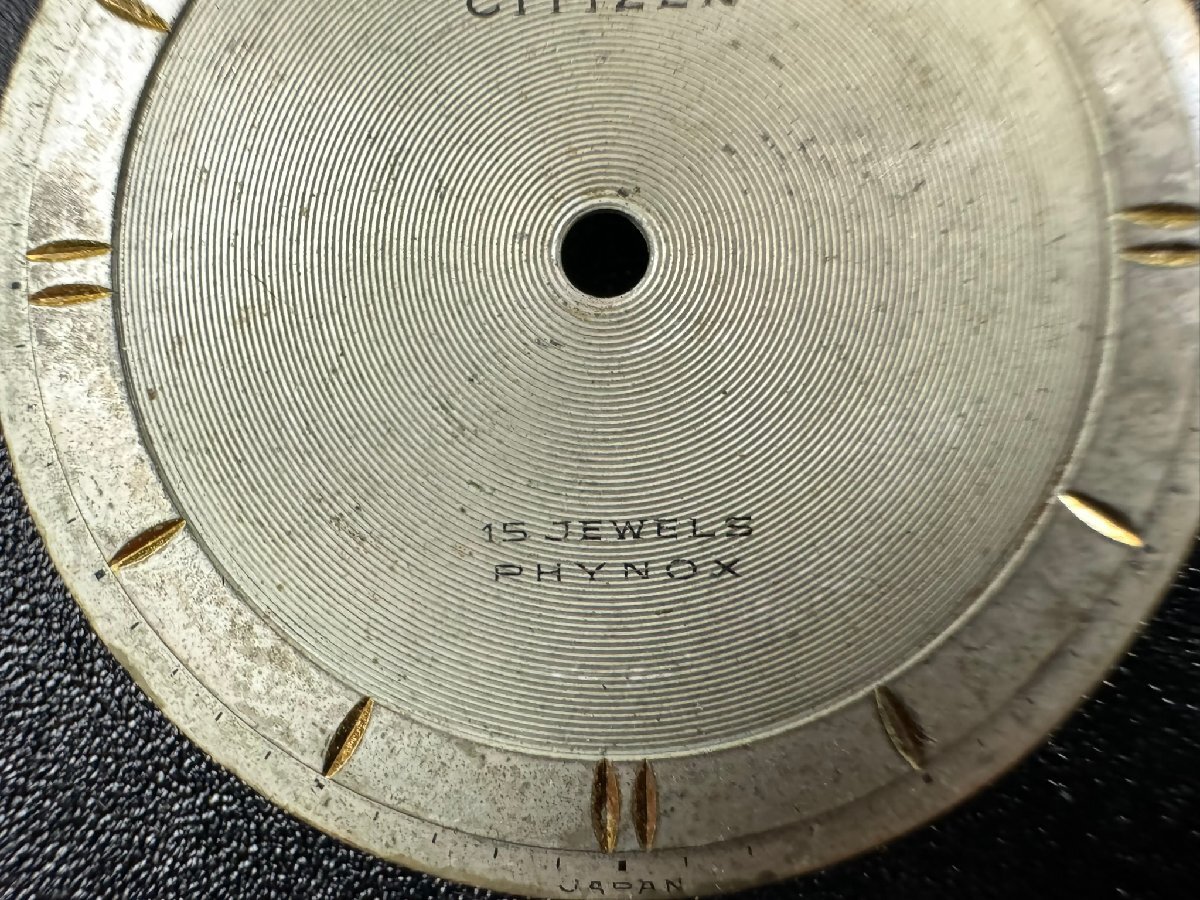 CITIZEN
15 JEWELS
PHYNOX
JAPAN